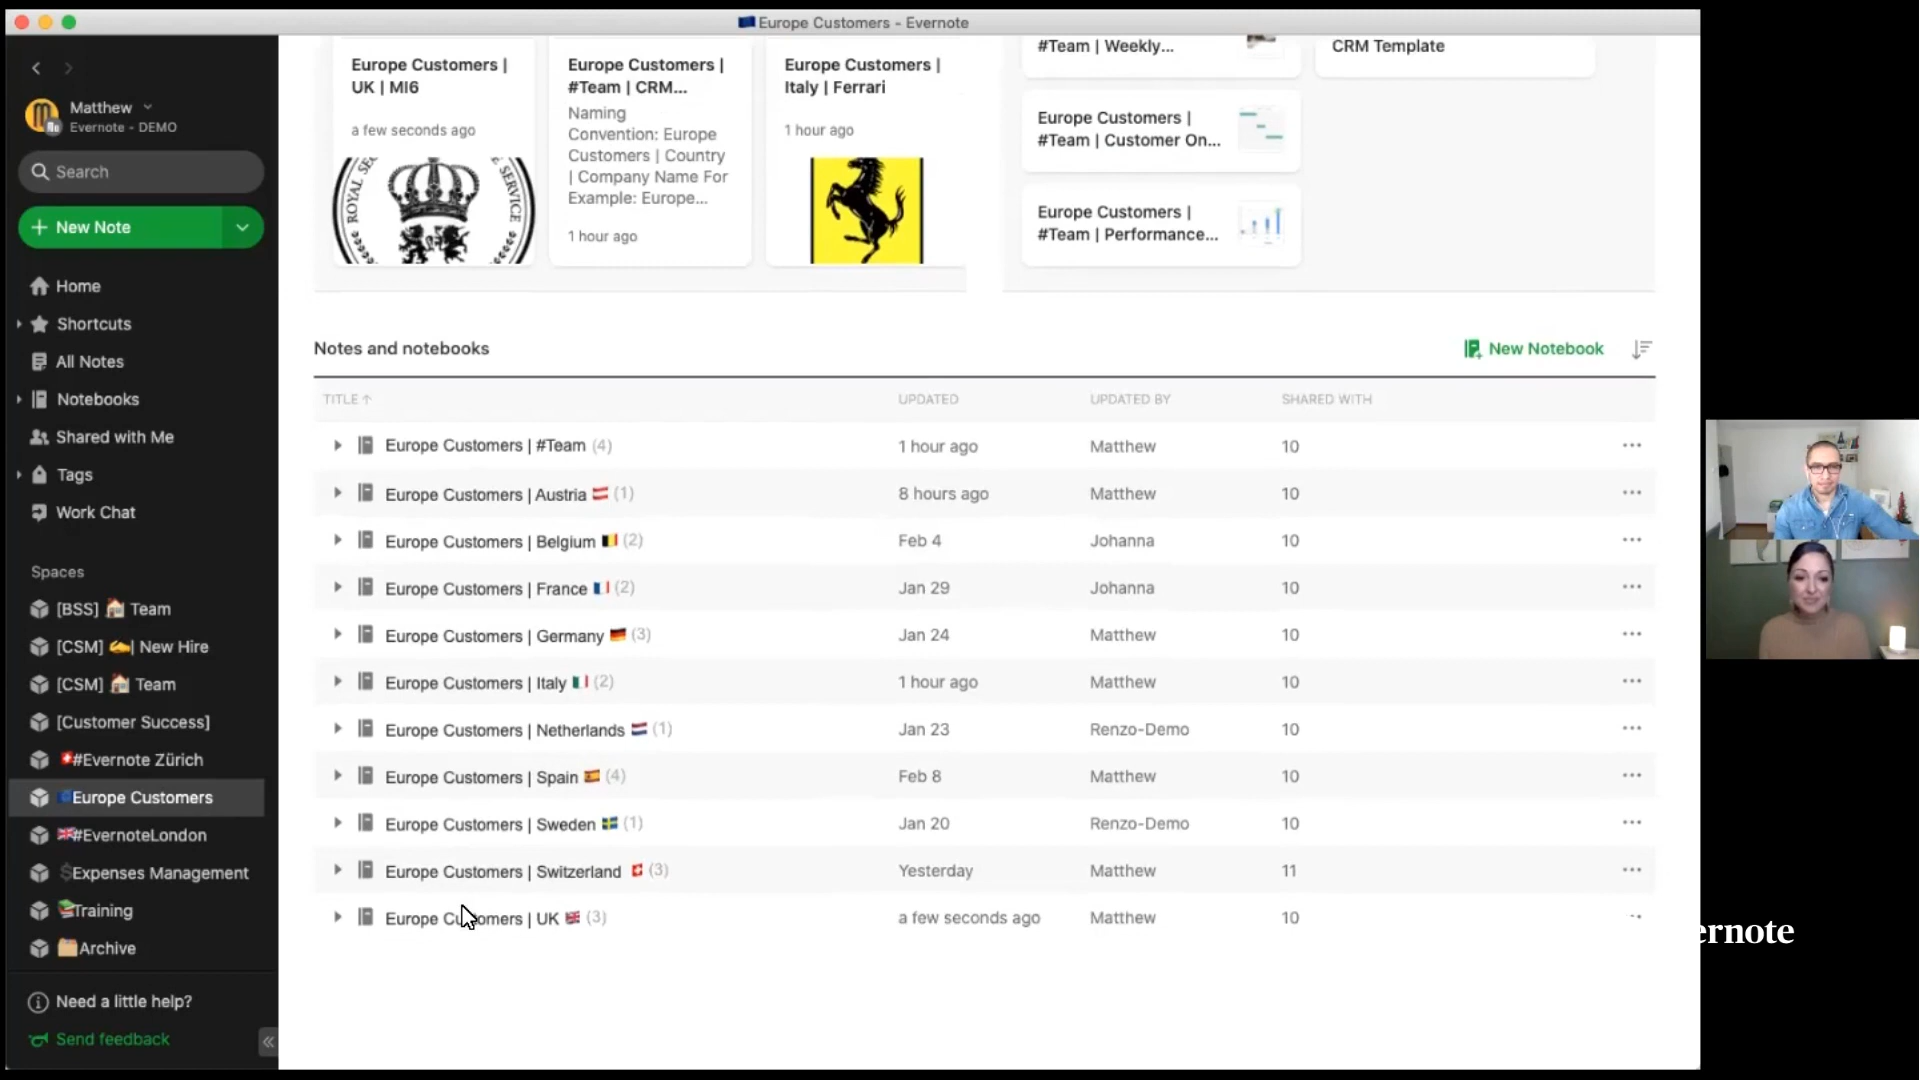 Europe Customers - Evernote
Matthew
Evernote - DEMO
Search
New Note
Home
Shortcuts
All Notes
Notebooks
Shared with Me
Tags
Work Chat
Spaces
[BSS] Team
[CSM] | New Hire
[CSM] Team
[Customer Success]
#Evernote Zürich
Europe Customers
#EvernoteLondon
Expenses Management
Training
Archive
Need a little help?
Send feedback
Europe Customers |
UK | MI6
a few seconds ago
ROYAL SE
SERVICE
Europe Customers |
#Team | CRM...
Naming
Convention: Europe
Customers | Country
| Company Name For
Example: Europe...
1 hour ago
Europe Customers |
Italy | Ferrari
1 hour ago
#Team | Weekly...
CRM Template
Europe Customers |
#Team | Customer On...
Europe Customers |
#Team | Performance...
Notes and notebooks
New Notebook
TITLE ↑ UPDATED UPDATED BY SHARED WITH
Europe Customers | #Team (4) 1 hour ago Matthew 10
Europe Customers | Austria (1) 8 hours ago Matthew 10
Europe Customers | Belgium (2) Feb 4 Johanna 10
Europe Customers | France (2) Jan 29 Johanna 10
Europe Customers | Germany (3) Jan 24 Matthew 10
Europe Customers | Italy (2) 1 hour ago Matthew 10
Europe Customers | Netherlands (1) Jan 23 Renzo-Demo 10
Europe Customers | Spain (4) Feb 8 Matthew 10
Europe Customers | Sweden (1) Jan 20 Renzo-Demo 10
Europe Customers | Switzerland (3) Yesterday Matthew 11
Europe Customers | UK (3) a few seconds ago Matthew 10
ernote